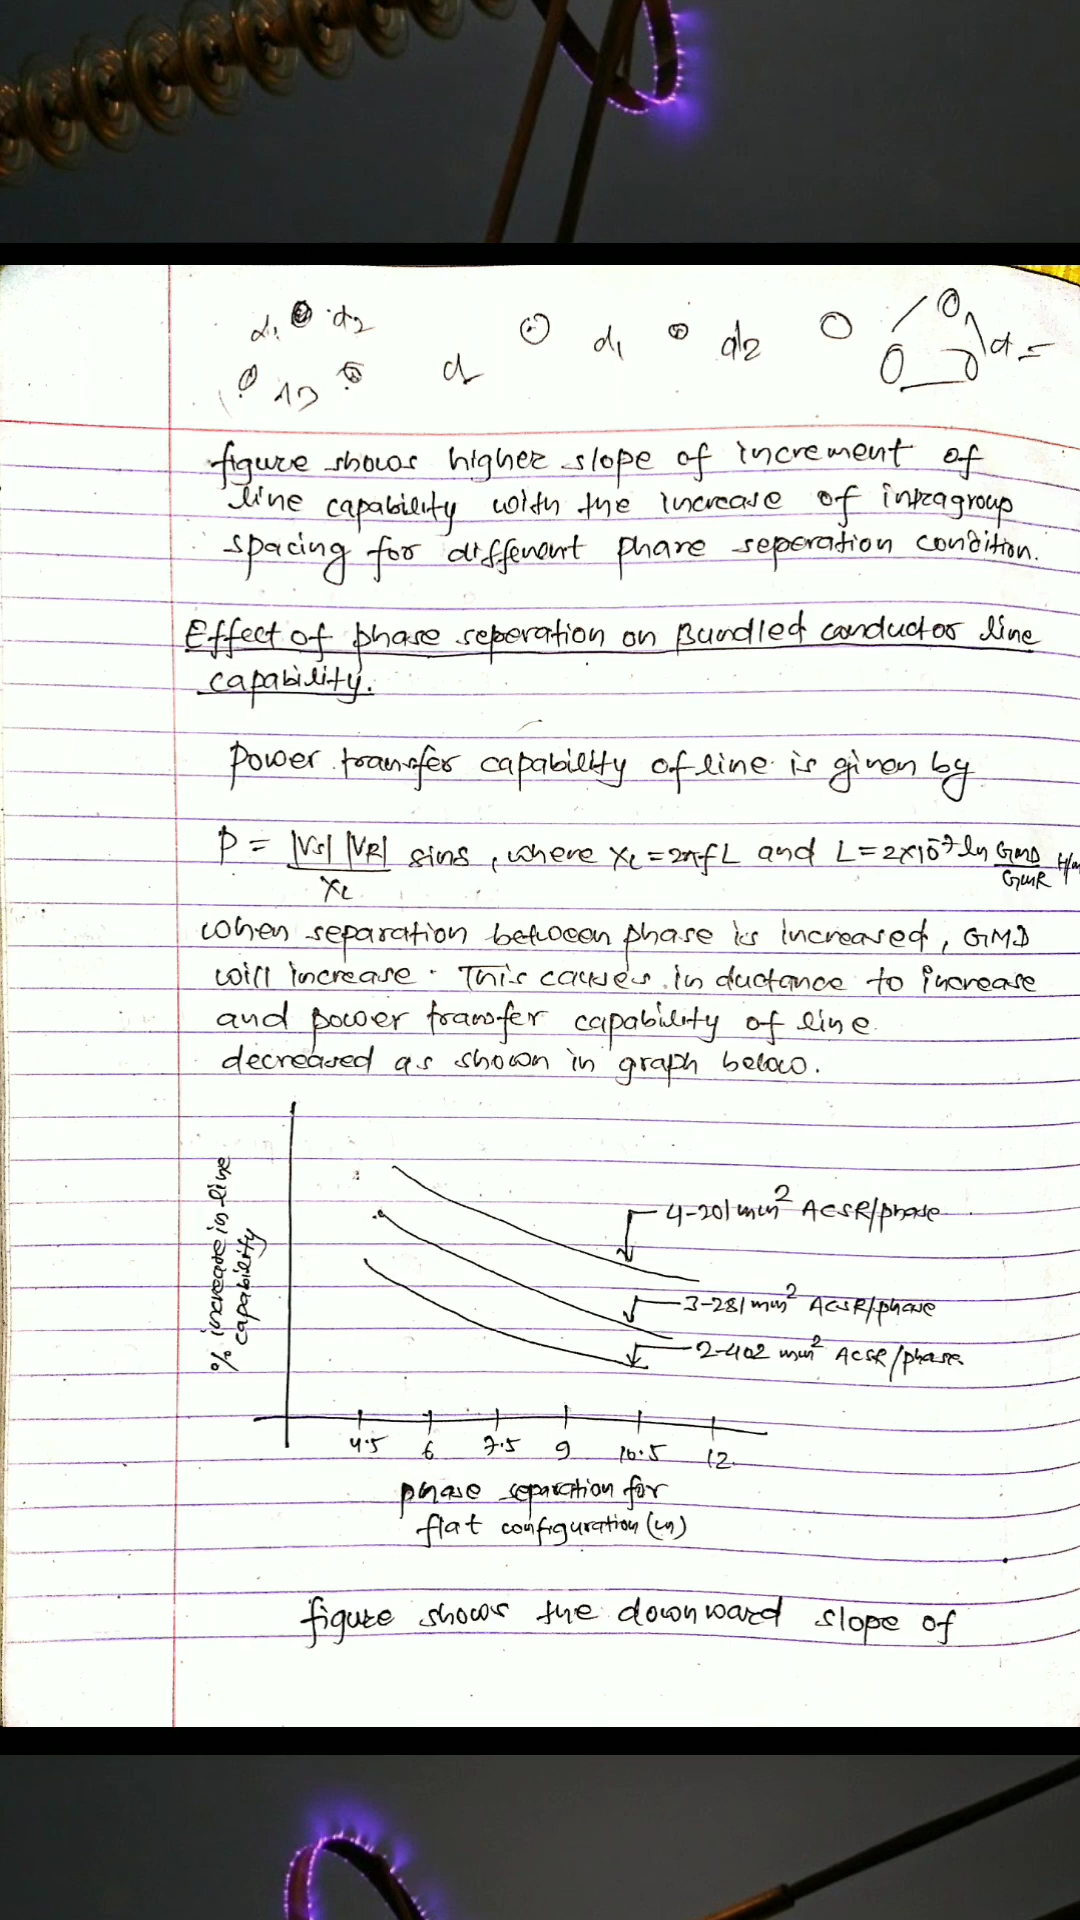 d₁ d₂ d d₁ d₂ d =
figure shows higher slope of increment of
line capability with the increase of intragroup
spacing for different phase seperation condition.
Effect of phase seperation on Bundled conductor line
capability.
power transfer capability of line is given by
P = |Vs| |VR| / XL sinδ, where XL = 2πfL and L = 2×10⁻⁷ ln GMD/GMR H/m
when separation between phase is increased, GMD
will increase. This causes inductance to increase
and power transfer capability of line
decreased as shown in graph below.
% increase in line
capability
4-201 mm² ACSR/phase
3-281 mm² ACSR/phase
2-402 mm² ACSR/phase
4.5 6 7.5 9 10.5 12
phase separation for
flat configuration (m)
figure shows the downward slope of